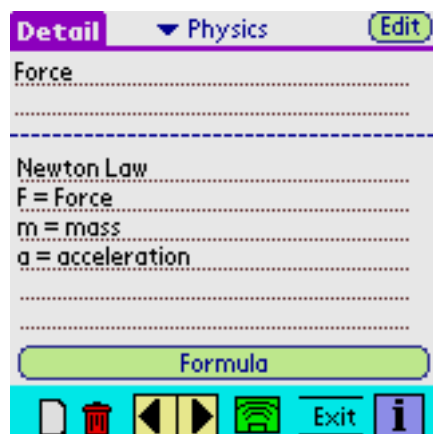 Detail
Physics
Edit
Force
Newton Law
F = Force
m = mass
a = acceleration
Formula
Exit
i